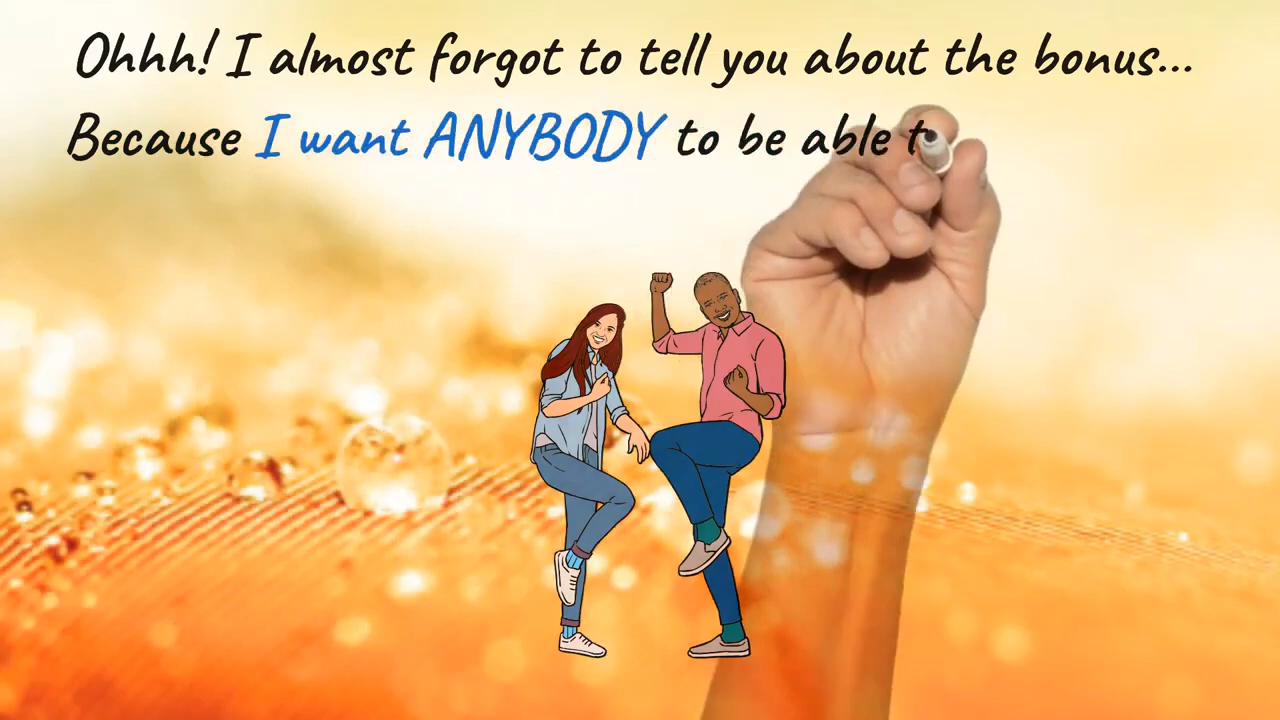 Ohhh! I almost forgot to tell you about the bonus...
Because I want ANYBODY to be able t